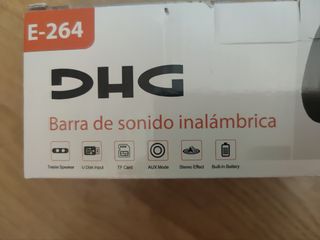 E-264
DHG
Barra de sonido inalámbrica
Treble Speaker U Disk Input TF Card AUX Mode Stereo Effect Built-In Battery